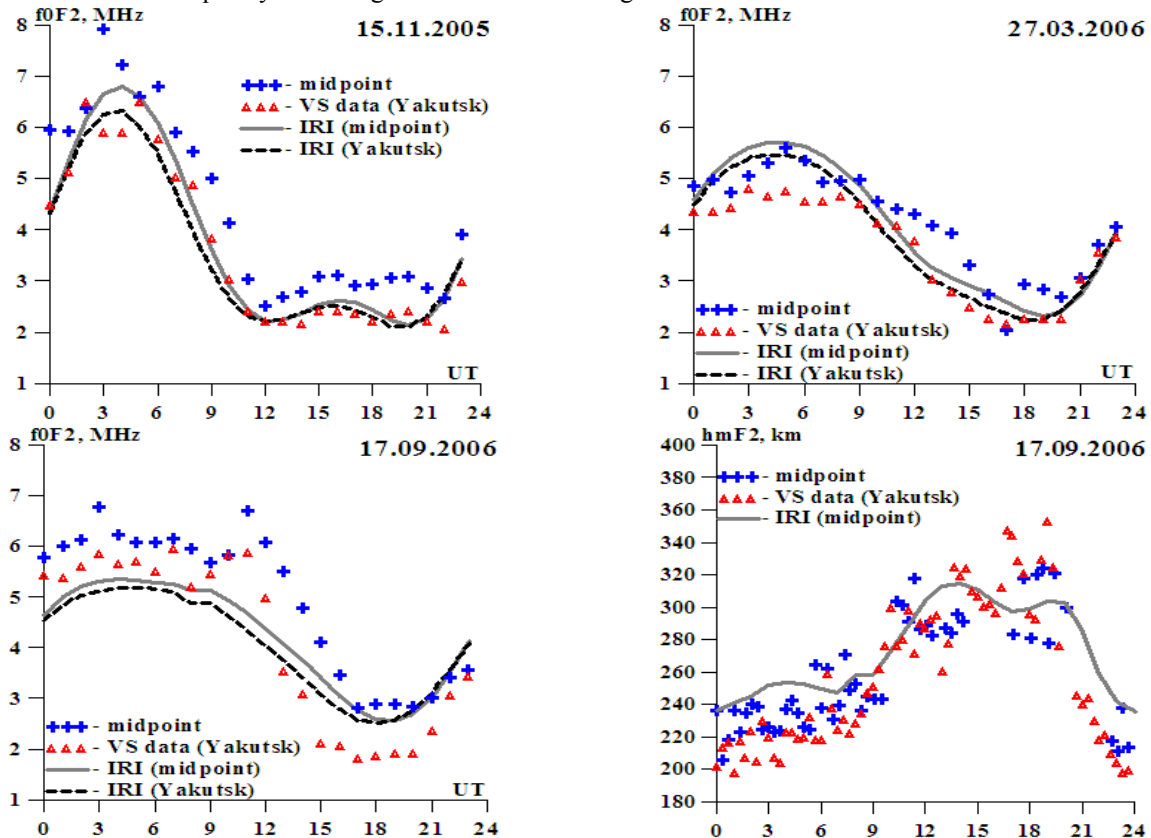 f0F2, MHz
15.11.2005
8
7
6
5
4
3
2
1
- midpoint
- VS data (Yakutsk)
- IRI (midpoint)
- IRI (Yakutsk)
UT
0 3 6 9 12 15 18 21 24
f0F2, MHz
27.03.2006
8
7
6
5
4
3
2
1
- midpoint
- VS data (Yakutsk)
- IRI (midpoint)
- IRI (Yakutsk)
UT
0 3 6 9 12 15 18 21 24
f0F2, MHz
17.09.2006
8
7
6
5
4
3
2
1
- midpoint
- VS data (Yakutsk)
- IRI (midpoint)
- IRI (Yakutsk)
UT
0 3 6 9 12 15 18 21 24
hmF2, km
17.09.2006
400
380
360
340
320
300
280
260
240
220
200
180
- midpoint
- VS data (Yakutsk)
- IRI (midpoint)
0 3 6 9 12 15 18 21 24